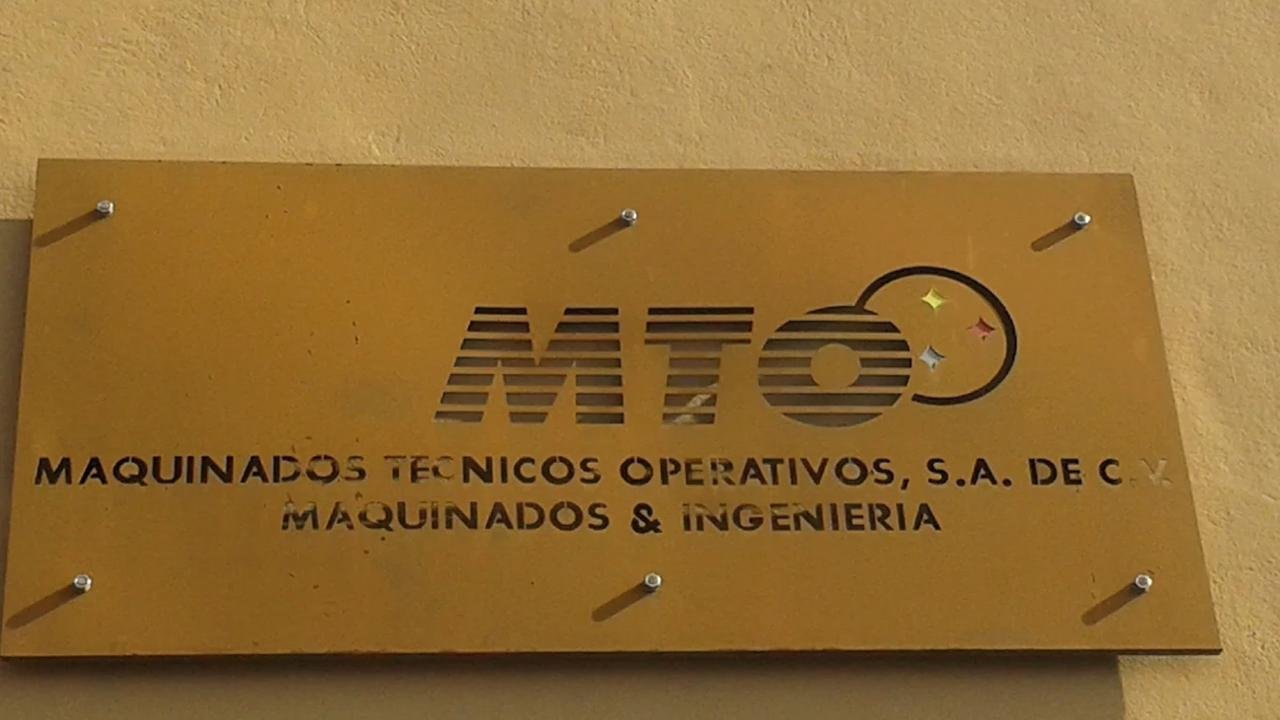 MTO
MAQUINADOS TECNICOS OPERATIVOS, S.A. DE C.V.
MAQUINADOS & INGENIERIA